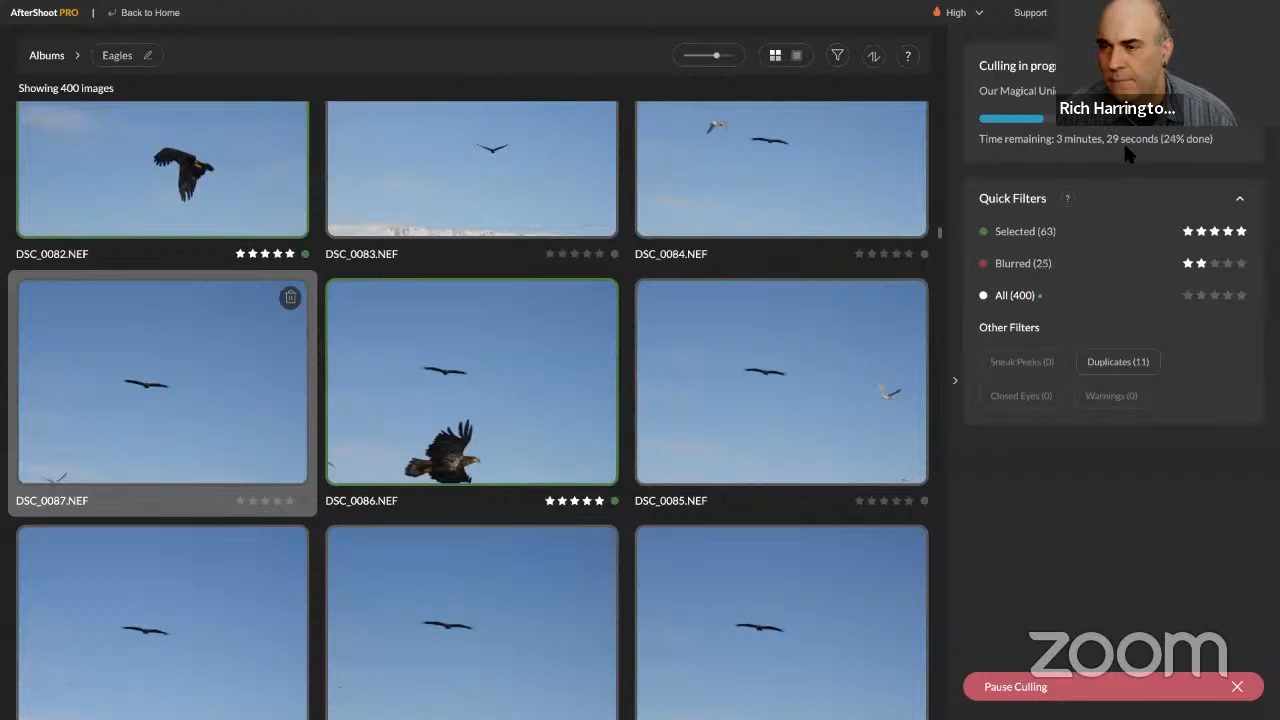 AfterShoot PRO | Back to Home
High
Support
Albums > Eagles
?
Showing 400 images
Culling in prog
Our Magical Uni
Rich Harringto...
Time remaining: 3 minutes, 29 seconds (24% done)
DSC_0082.NEF
DSC_0083.NEF
DSC_0084.NEF
Quick Filters ?
Selected (63)
Blurred (25)
All (400)
Other Filters
Sneak Peeks (0)
Duplicates (11)
Closed Eyes (0)
Warnings (0)
DSC_0087.NEF
DSC_0086.NEF
DSC_0085.NEF
zoom
Pause Culling